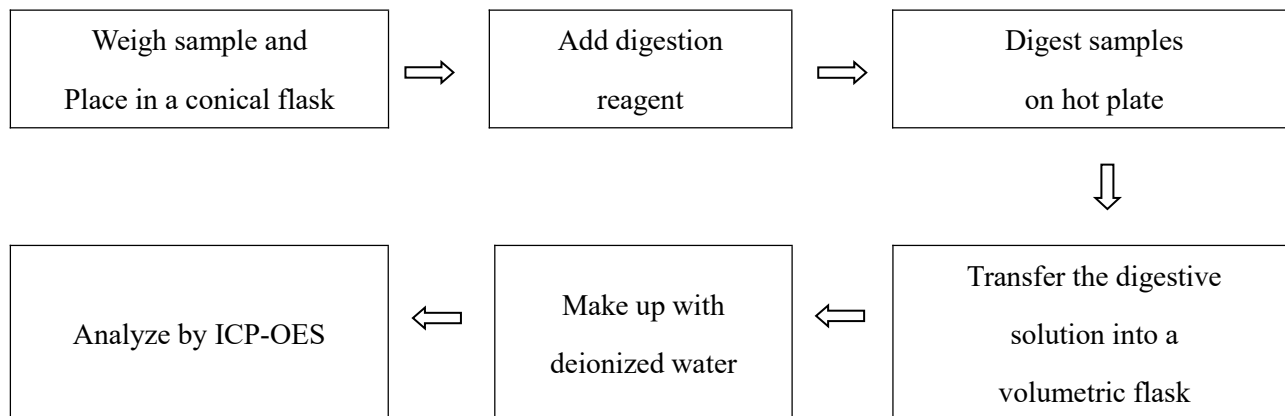 Weigh sample and
Place in a conical flask
Add digestion
reagent
Digest samples
on hot plate
Transfer the digestive
solution into a
volumetric flask
Make up with
deionized water
Analyze by ICP-OES